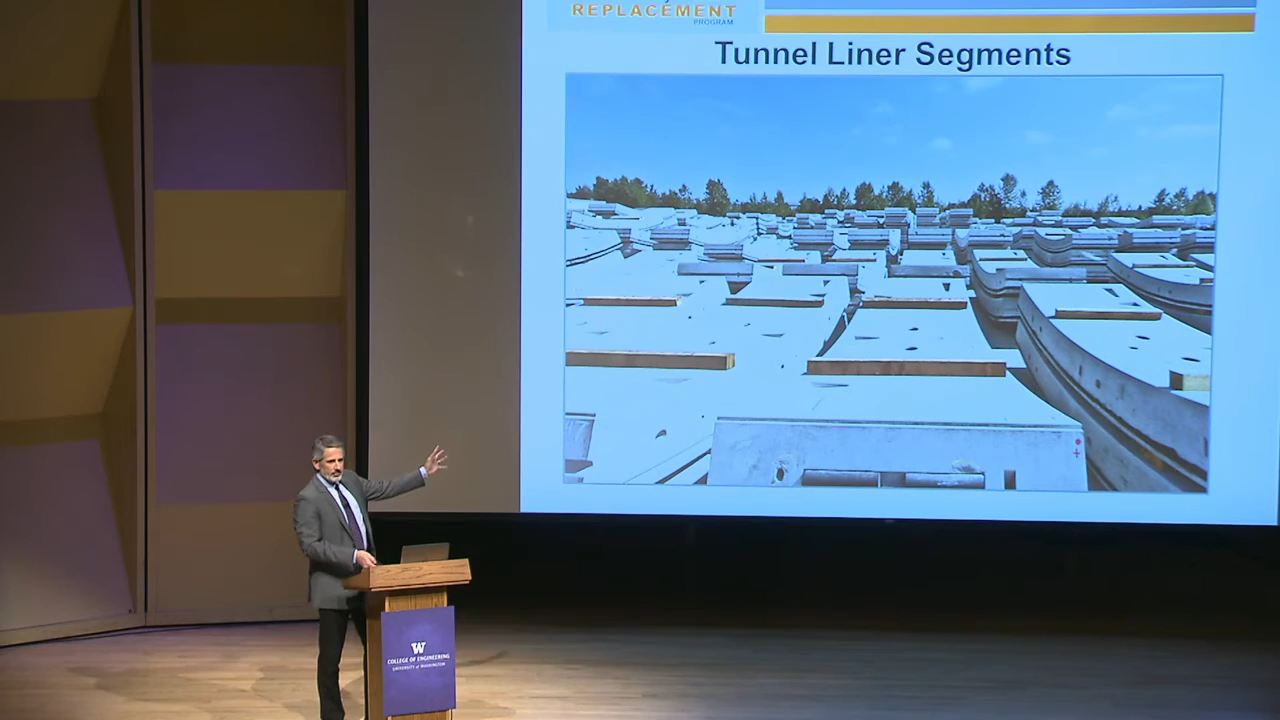 REPLACEMENT
PROGRAM
Tunnel Liner Segments
W
COLLEGE OF ENGINEERING
UNIVERSITY of WASHINGTON